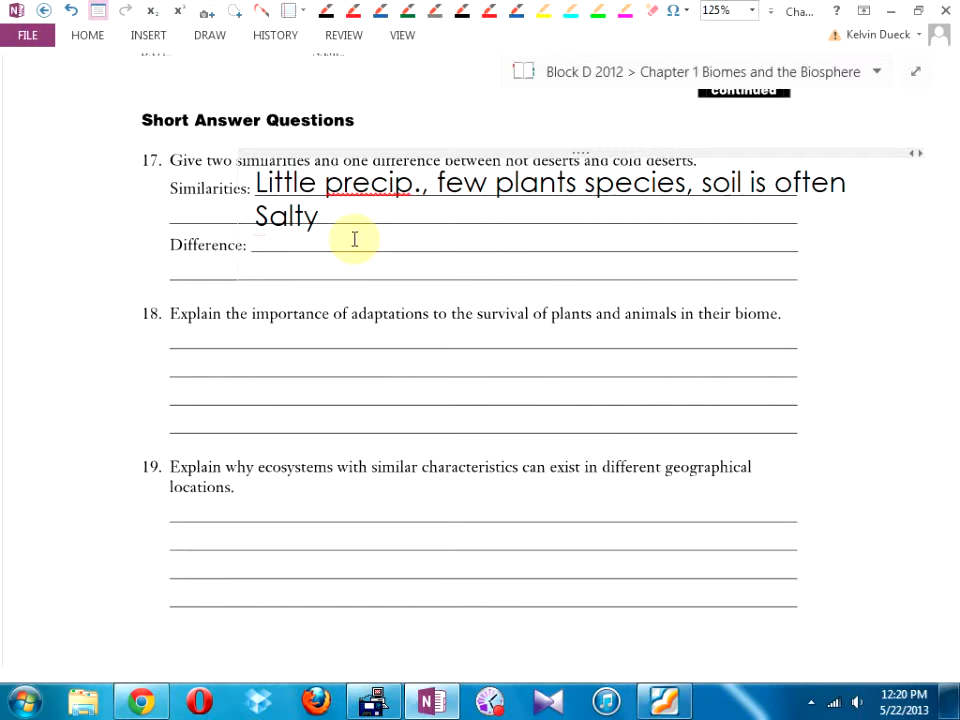 125%
Cha...
?
FILE
HOME
INSERT
DRAW
HISTORY
REVIEW
VIEW
Kelvin Dueck
Block D 2012 > Chapter 1 Biomes and the Biosphere
continued
Short Answer Questions
17. Give two similarities and one difference between hot deserts and cold deserts.
Similarities: Little precip., few plants species, soil is often
Salty
Difference:
18. Explain the importance of adaptations to the survival of plants and animals in their biome.
19. Explain why ecosystems with similar characteristics can exist in different geographical
locations.
12:20 PM
5/22/2013